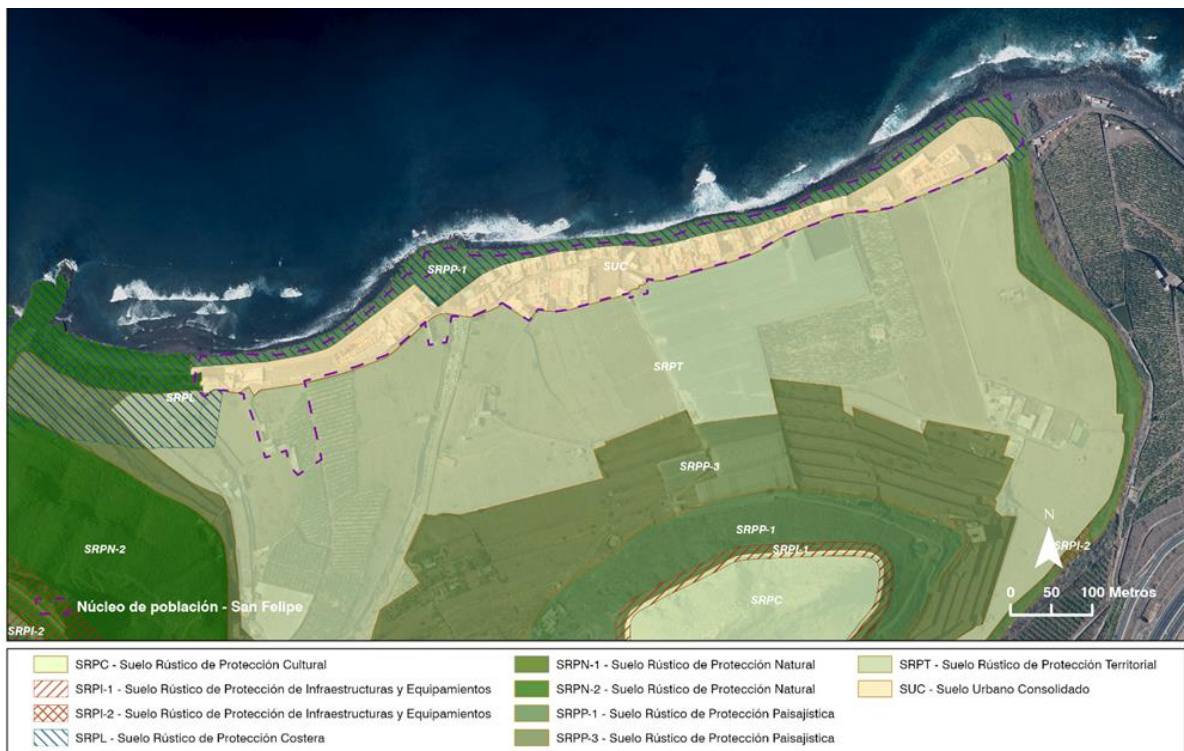 SRPP-1
SUC
SRPT
SRPL
SRPP-3
SRPP-1
SRPN-2
SRPI-1
SRPI-2
SRPC
N
0 50 100 Metros
Núcleo de población - San Felipe
SRPI-2
SRPC - Suelo Rústico de Protección Cultural
SRPI-1 - Suelo Rústico de Protección de Infraestructuras y Equipamientos
SRPI-2 - Suelo Rústico de Protección de Infraestructuras y Equipamientos
SRPL - Suelo Rústico de Protección Costera
SRPN-1 - Suelo Rústico de Protección Natural
SRPN-2 - Suelo Rústico de Protección Natural
SRPP-1 - Suelo Rústico de Protección Paisajística
SRPP-3 - Suelo Rústico de Protección Paisajística
SRPT - Suelo Rústico de Protección Territorial
SUC - Suelo Urbano Consolidado